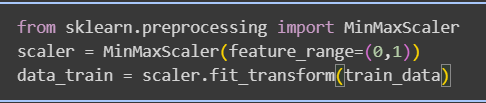 from sklearn.preprocessing import MinMaxScaler
scaler = MinMaxScaler(feature_range=(0,1))
data_train = scaler.fit_transform(train_data)